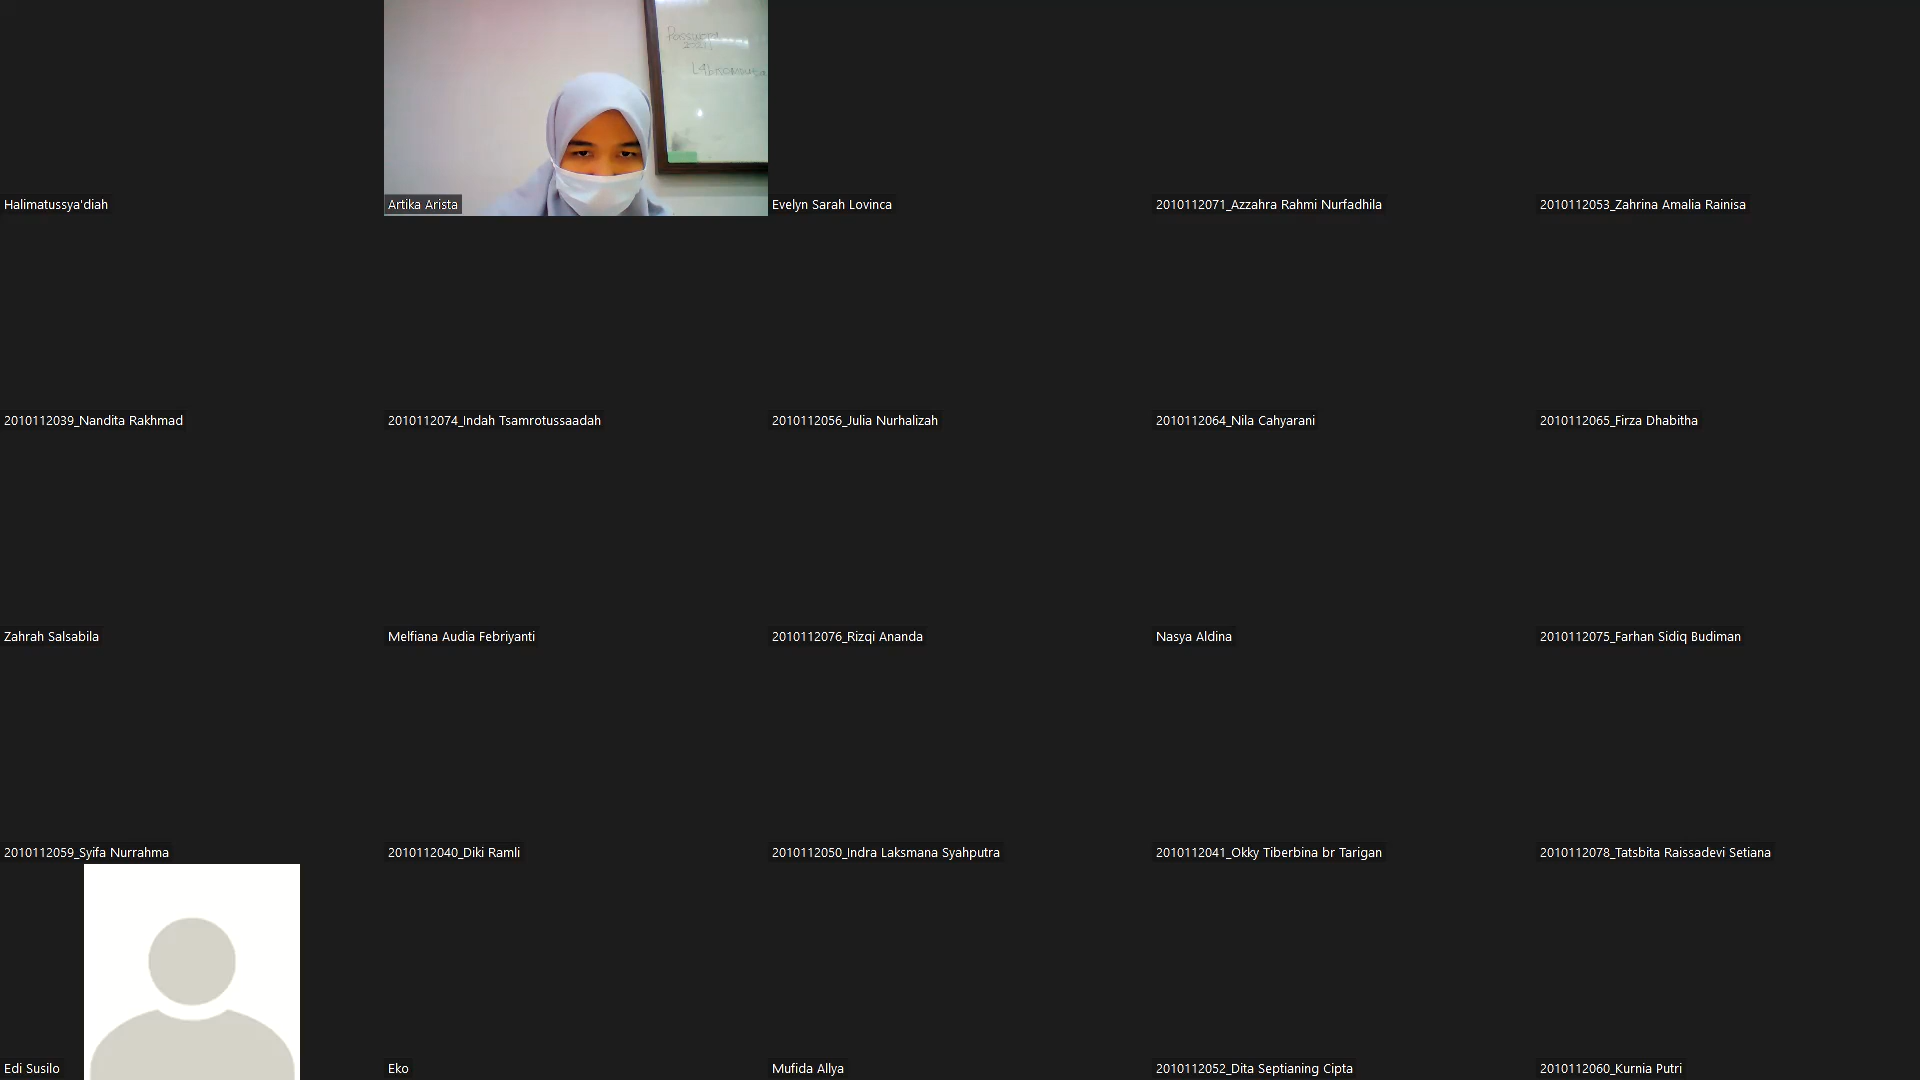 Password
2021
Halimatussya'diah
Artika Arista
Evelyn Sarah Lovinca
2010112071_Azzahra Rahmi Nurfadhila
2010112053_Zahrina Amalia Rainisa
2010112039_Nandita Rakhmad
2010112074_Indah Tsamrotussaadah
2010112056_Julia Nurhalizah
2010112064_Nila Cahyarani
2010112065_Firza Dhabitha
Zahrah Salsabila
Melfiana Audia Febriyanti
2010112076_Rizqi Ananda
Nasya Aldina
2010112075_Farhan Sidiq Budiman
2010112059_Syifa Nurrahma
2010112040_Diki Ramli
2010112050_Indra Laksmana Syahputra
2010112041_Okky Tiberbina br Tarigan
2010112078_Tatsbita Raissadevi Setiana
Edi Susilo
Eko
Mufida Allya
2010112052_Dita Septianing Cipta
2010112060_Kurnia Putri